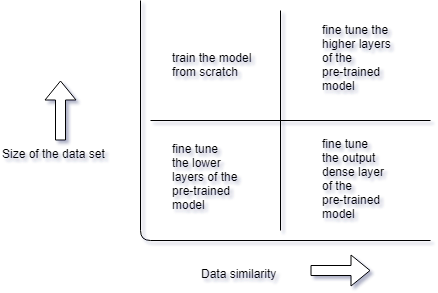 train the model
from scratch
fine tune the
higher layers
of the
pre-trained
model
Size of the data set
fine tune
the lower
layers of the
pre-trained
model
fine tune
the output
dense layer
of the
pre-trained
model
Data similarity